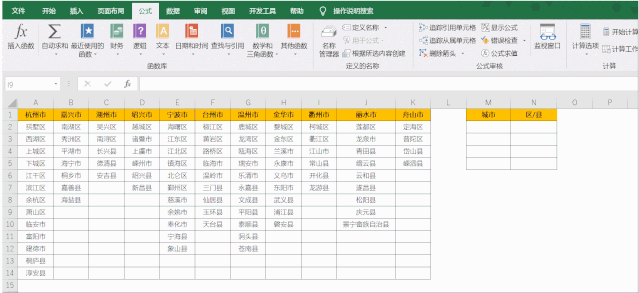 文件 开始 插入 页面布局 公式 数据 审阅 视图 开发工具 帮助 操作说明搜索
fx Σ
插入函数 自动求和 最近使用的函数 财务 逻辑 文本 日期和时间 查找与引用 数学和三角函数 其他函数
函数库
名称管理器 定义名称 用于公式 根据所选内容创建
定义的名称
追踪引用单元格 追踪从属单元格 删除箭头 显示公式 错误检查 公式求值
公式审核
监视窗口
计算选项 开始计算 计算工作
计算
fx
A B C D E F G H I J K L M N O P
1 杭州市 嘉兴市 湖州市 绍兴市 宁波市 台州市 温州市 金华市 衢州市 丽水市 舟山市 城市 区/县
2 拱墅区 南湖区 吴兴区 越城区 海曙区 椒江区 鹿城区 婺城区 柯城区 莲都区 定海区
3 西湖区 秀洲区 南浔区 诸暨市 江东区 黄岩区 龙湾区 金东区 衢江区 龙泉市 普陀区
4 上城区 平湖市 长兴县 上虞市 江北区 路桥区 瓯海区 兰溪市 江山市 青田县 岱山县
5 下城区 海宁市 德清县 嵊州市 镇海区 临海市 瑞安市 永康市 常山县 缙云县 嵊泗县
6 江干区 桐乡市 安吉县 绍兴县 北仑区 温岭市 乐清市 义乌市 开化县 云和县
7 滨江区 嘉善县 新昌县 鄞州区 三门县 永嘉县 东阳市 龙游县 遂昌县
8 余杭区 海盐县 慈溪市 仙居县 文成县 武义县 松阳县
9 萧山区 余姚市 玉环县 平阳县 浦江县 庆元县
10 临安市 奉化市 天台县 泰顺县 磐安县 景宁畲族自治县
11 富阳市 宁海县 洞头县
12 建德市 象山县 苍南县
13 桐庐县
14 淳安县
15